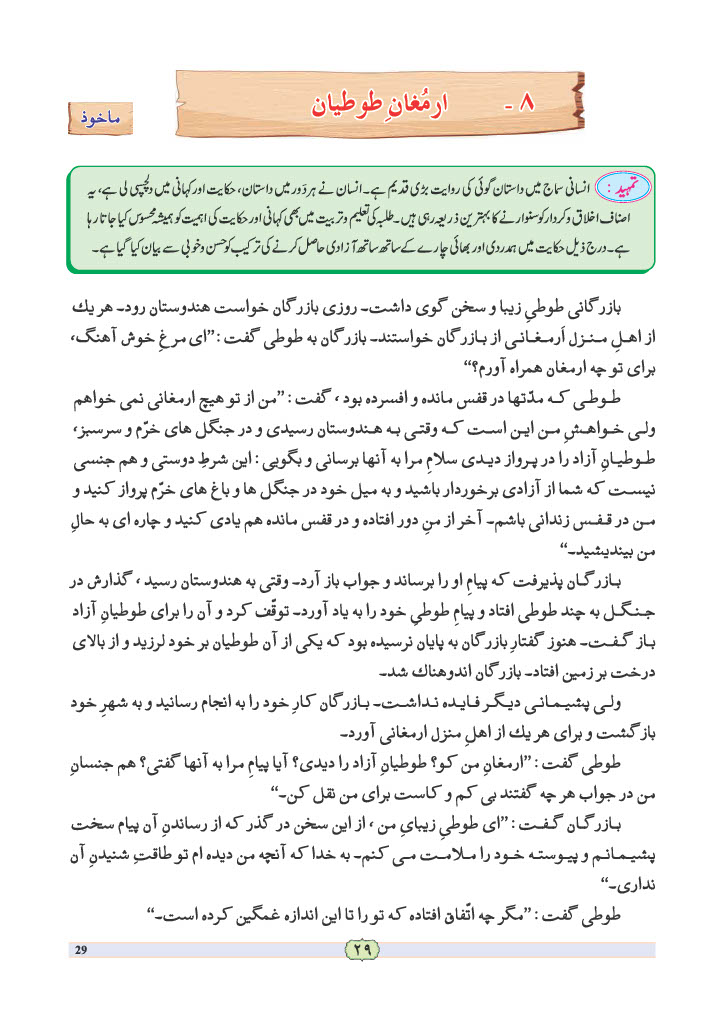 ۸ - ارمُغانِ طوطیان
ماخوذ
تمہید : انسانی سماج میں داستان گوئی کی روایت بڑی قدیم ہے۔ انسان نے ہر دَور میں داستان، حکایت اور کہانی میں دلچسپی لی ہے، یہ
اصناف اخلاق و کردار کو سنوارنے کا بہترین ذریعہ رہی ہیں۔ طلبہ کی تعلیم و تربیت میں بھی کہانی اور حکایت کی اہمیت کو ہمیشہ محسوس کیا جاتا رہا
ہے۔ درج ذیل حکایت میں ہمدردی اور بھائی چارے کے ساتھ ساتھ آزادی حاصل کرنے کی ترکیب کو حسن و خوبی سے بیان کیا گیا ہے۔
بازرگانی طوطیِ زیبا و سخن گوی داشت۔ روزی بازرگان خواست هندوستان رود۔ هر یك
از اهلِ منزل اَرمغانی از بازرگان خواستند۔ بازرگان به طوطی گفت : ”ای مرغِ خوش آهنگ،
برای تو چه ارمغان همراه آورم؟“
طوطی که مدّتها در قفس مانده و افسرده بود ، گفت : ”من از تو هیچ ارمغانی نمی خواهم
ولی خواهشِ من این است که وقتی به هندوستان رسیدی و در جنگل های خرّم و سرسبز،
طوطیانِ آزاد را در پرواز دیدی سلامِ مرا به آنها برسانی و بگویی : این شرطِ دوستی و هم جنسی
نیست که شما از آزادی برخوردار باشید و به میل خود در جنگل ها و باغ های خرّم پرواز کنید و
من در قفس زندانی باشم۔ آخر از منِ دور افتاده و در قفس مانده هم یادی کنید و چاره ای به حالِ
من بیندیشید۔“
بازرگان پذیرفت که پیامِ او را برساند و جواب باز آرد۔ وقتی به هندوستان رسید ، گذارش در
جنگل به چند طوطی افتاد و پیامِ طوطیِ خود را به یاد آورد۔ توقّف کرد و آن را برای طوطیانِ آزاد
باز گفت۔ هنوز گفتارِ بازرگان به پایان نرسیده بود که یکی از آن طوطیان بر خود لرزید و از بالای
درخت بر زمین افتاد۔ بازرگان اندوهناك شد۔
ولی پشیمانی دیگر فایده نداشت۔ بازرگان کارِ خود را به انجام رسانید و به شهرِ خود
بازگشت و برای هر یك از اهلِ منزل ارمغانی آورد۔
طوطی گفت : ”ارمغانِ من کو؟ طوطیانِ آزاد را دیدی؟ آیا پیامِ مرا به آنها گفتی؟ هم جنسانِ
من در جواب هر چه گفتند بی کم و کاست برای من نقل کن۔“
بازرگان گفت : ”ای طوطیِ زیبایِ من ، از این سخن در گذر که از رساندنِ آن پیام سخت
پشیمانم و پیوسته خود را ملامت می کنم۔ به خدا که آنچه من دیده ام تو طاقتِ شنیدنِ آن
نداری۔“
طوطی گفت : ”مگر چه اتّفاق افتاده که تو را تا این اندازه غمگین کرده است۔“
29
۲۹